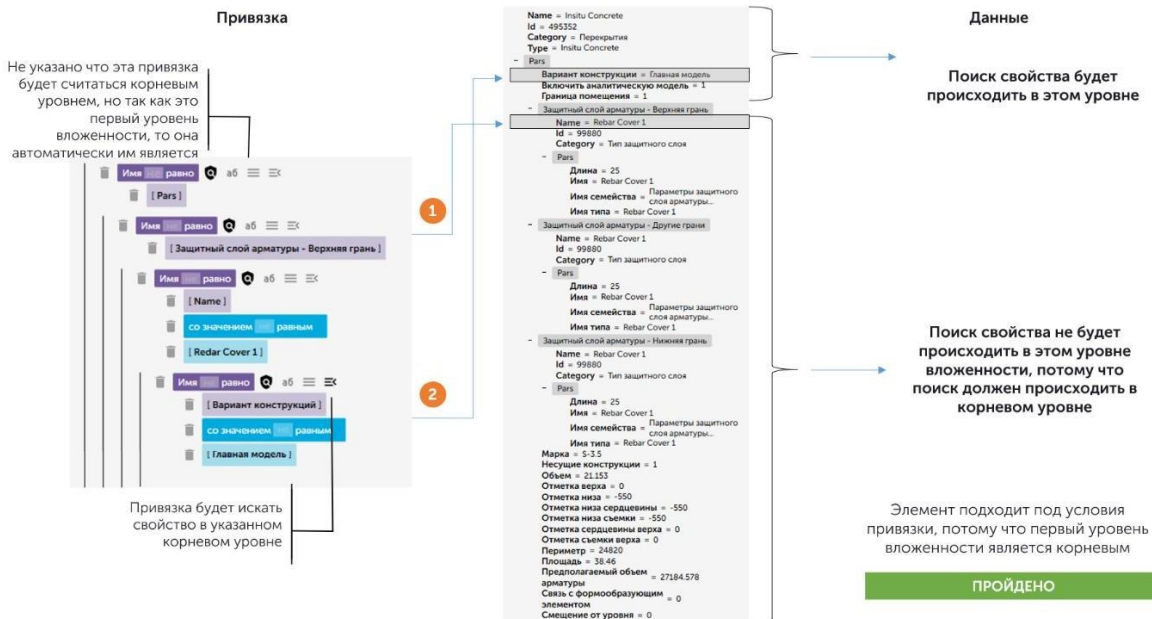 Привязка
Не указано что эта привязка
будет считаться корневым
уровнем, но так как это
первый уровень
вложенности, то она
автоматически им является
Имя не равно аб
[ Pars ]
Имя не равно аб
[ Защитный слой арматуры - Верхняя грань ]
Имя не равно аб
[ Name ]
со значением не равным
[ Redar Cover 1 ]
Имя не равно аб
[ Вариант конструкций ]
со значением не равным
[ Главная модель ]
Привязка будет искать
свойство в указанном
корневом уровне
1
2
Name = Insitu Concrete
Id = 495352
Category = Перекрытия
Type = Insitu Concrete
- Pars
Вариант конструкции = Главная модель
Включить аналитическую модель = 1
Граница помещения = 1
- Защитный слой арматуры - Верхняя грань
Name = Rebar Cover 1
Id = 99880
Category = Тип защитного слоя
- Pars
Длина = 25
Имя = Rebar Cover 1
Имя семейства = Параметры защитного
слоя арматуры...
Имя типа = Rebar Cover 1
- Защитный слой арматуры - Другие грани
Name = Rebar Cover 1
Id = 99880
Category = Тип защитного слоя
- Pars
Длина = 25
Имя = Rebar Cover 1
Имя семейства = Параметры защитного
слоя арматуры...
Имя типа = Rebar Cover 1
- Защитный слой арматуры - Нижняя грань
Name = Rebar Cover 1
Id = 99880
Category = Тип защитного слоя
- Pars
Длина = 25
Имя = Rebar Cover 1
Имя семейства = Параметры защитного
слоя арматуры...
Имя типа = Rebar Cover 1
Марка = S-3.5
Несущие конструкции = 1
Объем = 21.153
Отметка верха = 0
Отметка низа = -550
Отметка низа сердцевины = -550
Отметка низа съемки = -550
Отметка сердцевины верха = 0
Отметка съемки верха = 0
Периметр = 24820
Площадь = 38.46
Предполагаемый объем
арматуры = 27184.578
Связь с формообразующим
элементом = 0
Смещение от уровня = 0
Данные
Поиск свойства будет
происходить в этом уровне
Поиск свойства не будет
происходить в этом уровне
вложенности, потому что
поиск должен происходить в
корневом уровне
Элемент подходит под условия
привязки, потому что первый уровень
вложенности является корневым
ПРОЙДЕНО